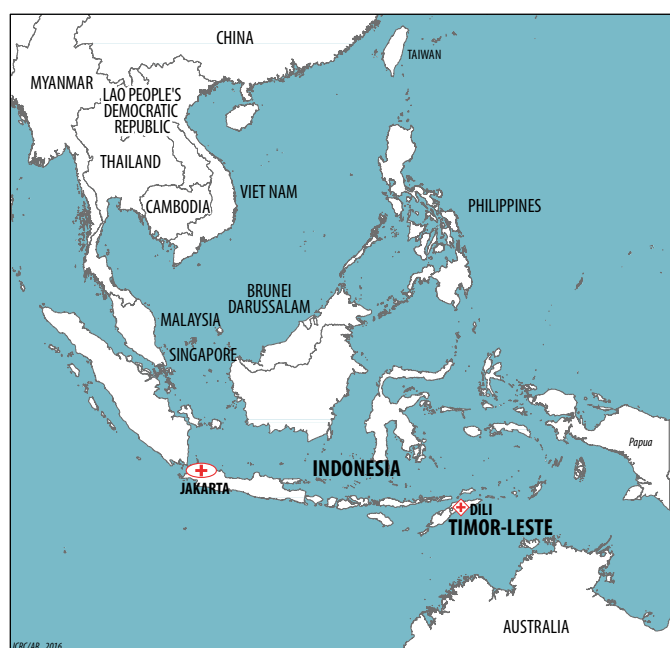 CHINA
TAIWAN
MYANMAR
LAO PEOPLE'S
DEMOCRATIC
REPUBLIC
THAILAND
VIET NAM
CAMBODIA
PHILIPPINES
BRUNEI
DARUSSALAM
MALAYSIA
SINGAPORE
Papua
INDONESIA
JAKARTA
DÍLI
TIMOR-LESTE
AUSTRALIA
ICRC/AR_2016